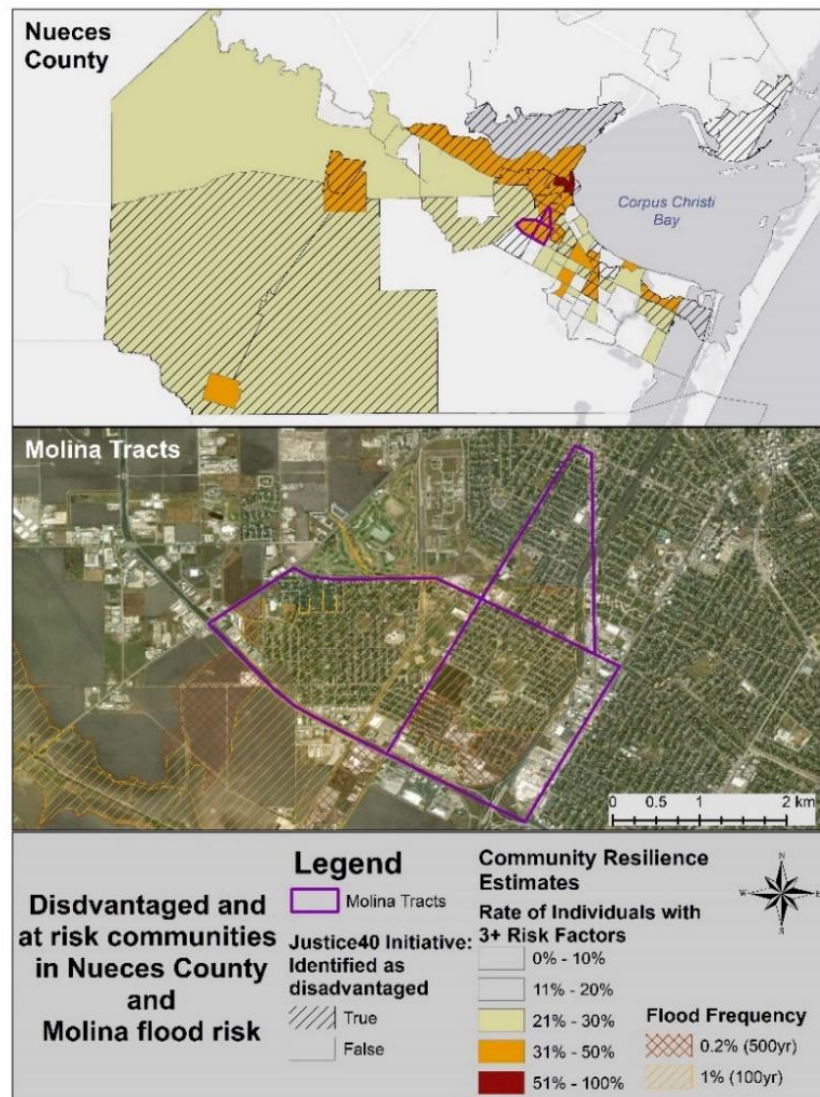 Nueces
County
Corpus Christi
Bay
Molina Tracts
0 0.5 1 2 km
Disdvantaged and
at risk communities
in Nueces County
and
Molina flood risk
Legend
Molina Tracts
Justice40 Initiative:
Identified as
disadvantaged
True
False
Community Resilience
Estimates
Rate of Individuals with
3+ Risk Factors
0% - 10%
11% - 20%
21% - 30%
31% - 50%
51% - 100%
N
W E
S
Flood Frequency
0.2% (500yr)
1% (100yr)